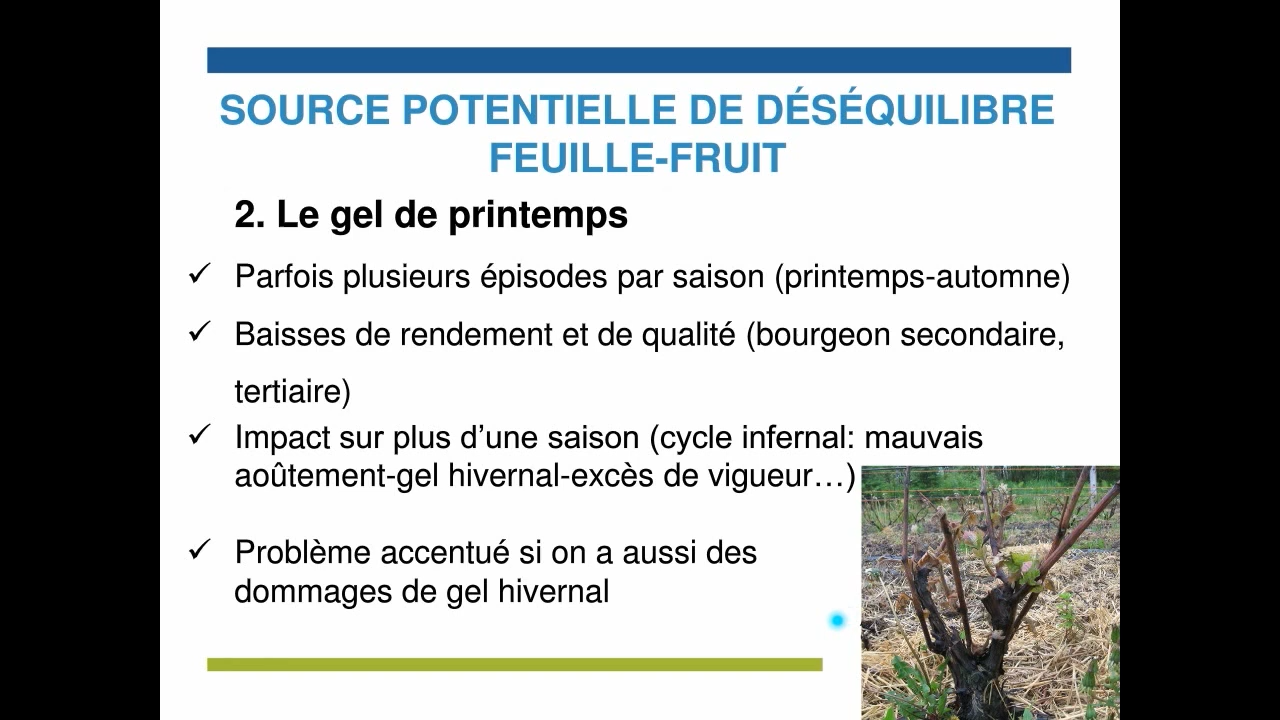 SOURCE POTENTIELLE DE DÉSÉQUILIBRE
FEUILLE-FRUIT
2. Le gel de printemps
✓ Parfois plusieurs épisodes par saison (printemps-automne)
✓ Baisses de rendement et de qualité (bourgeon secondaire,
tertiaire)
✓ Impact sur plus d’une saison (cycle infernal: mauvais
aoûtement-gel hivernal-excès de vigueur…)
✓ Problème accentué si on a aussi des
dommages de gel hivernal